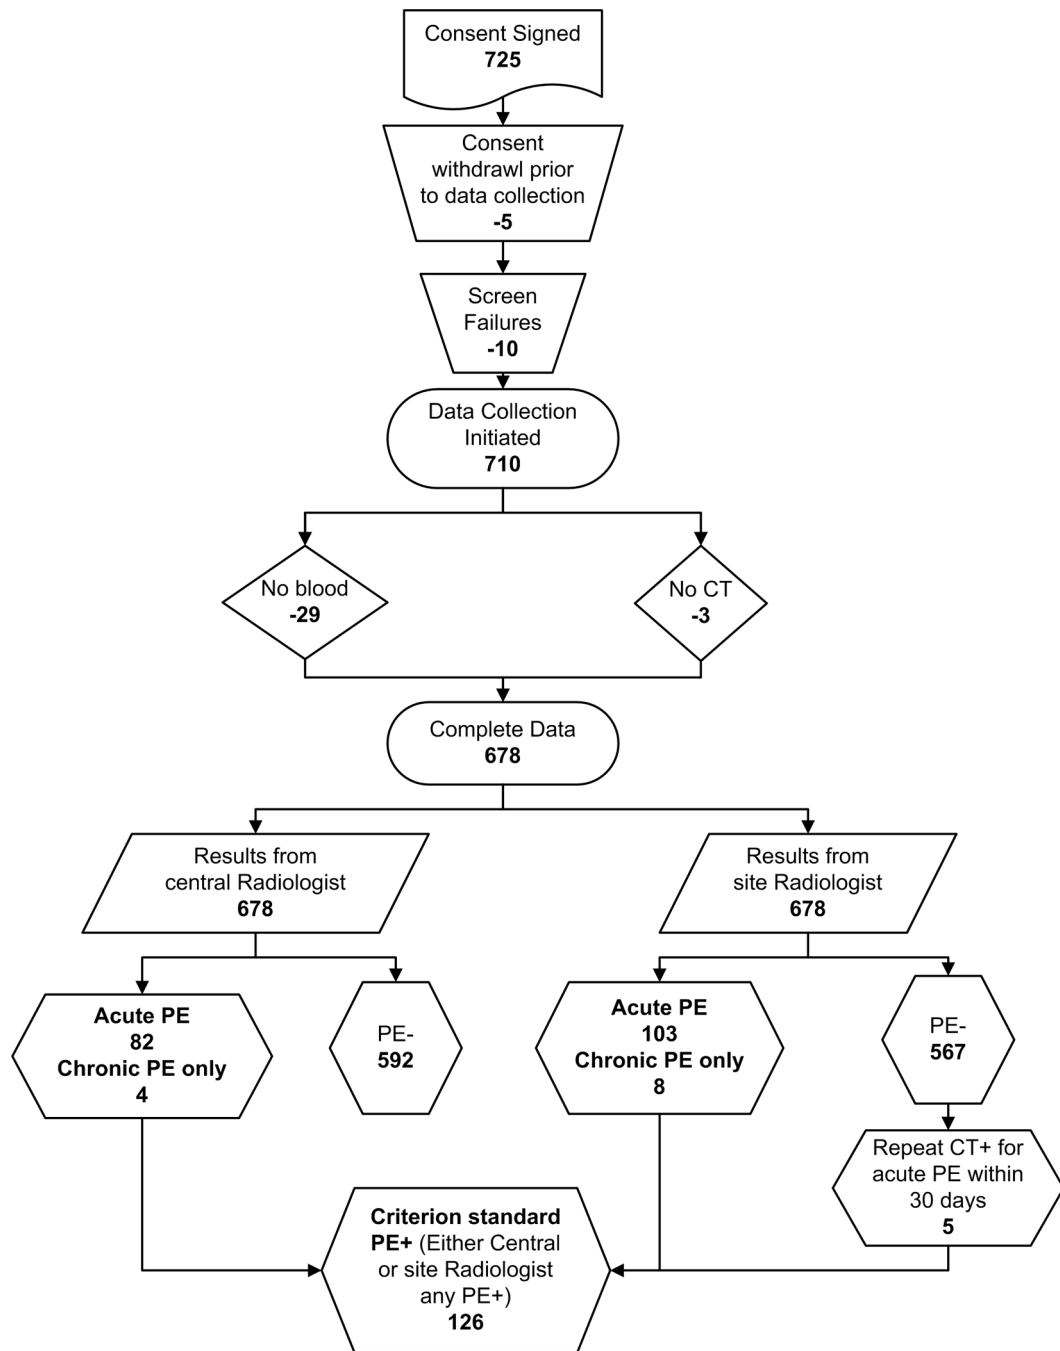 Consent Signed
725
Consent
withdrawl prior
to data collection
-5
Screen
Failures
-10
Data Collection
Initiated
710
No blood
-29
No CT
-3
Complete Data
678
Results from
central Radiologist
678
Results from
site Radiologist
678
Acute PE
82
Chronic PE only
4
PE-
592
Acute PE
103
Chronic PE only
8
PE-
567
Repeat CT+ for
acute PE within
30 days
5
Criterion standard
PE+ (Either Central
or site Radiologist
any PE+)
126